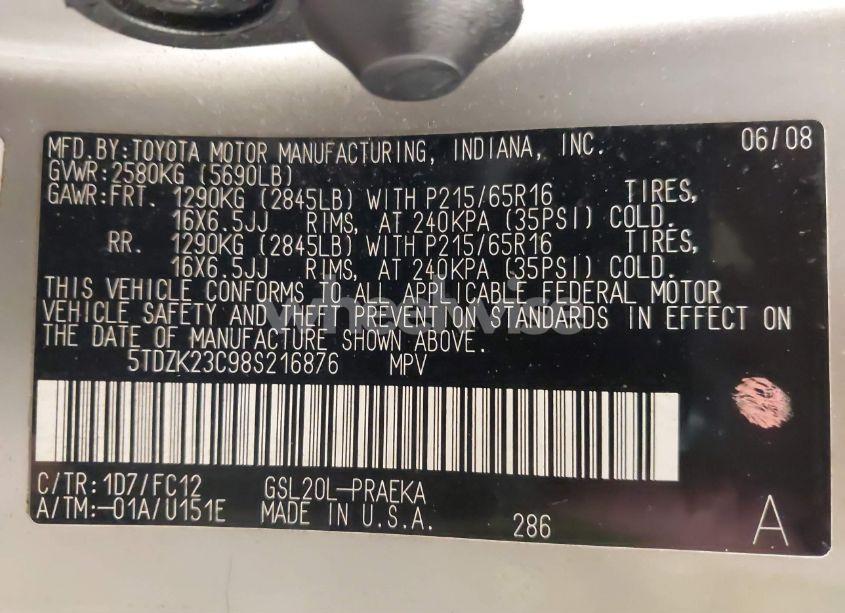 MFD. BY: TOYOTA MOTOR MANUFACTURING, INDIANA, INC. 06/08
GVWR: 2580KG (5690LB)
GAWR: FRT. 1290KG (2845LB) WITH P215/65R16 TIRES,
16X6.5JJ RIMS, AT 240KPA (35PSI) COLD.
RR. 1290KG (2845LB) WITH P215/65R16 TIRES,
16X6.5JJ RIMS, AT 240KPA (35PSI) COLD.
THIS VEHICLE CONFORMS TO ALL APPLICABLE FEDERAL MOTOR
VEHICLE SAFETY AND THEFT PREVENTION STANDARDS IN EFFECT ON
THE DATE OF MANUFACTURE SHOWN ABOVE.
5TDZK23C98S216876 MPV
C/TR: 1D7/FC12 GSL20L-PRAEKA
A/TM: -01A/U151E MADE IN U.S.A. 286 A